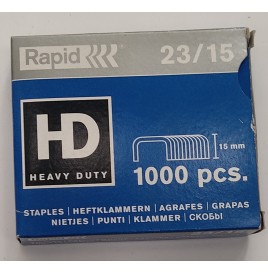 Rapid 23/15
HD
HEAVY DUTY
15 mm
1000 pcs.
STAPLES | HEFTKLAMMERN | AGRAFES | GRAPAS
NIETJES | PUNTI | KLAMMER | СКОБЫ